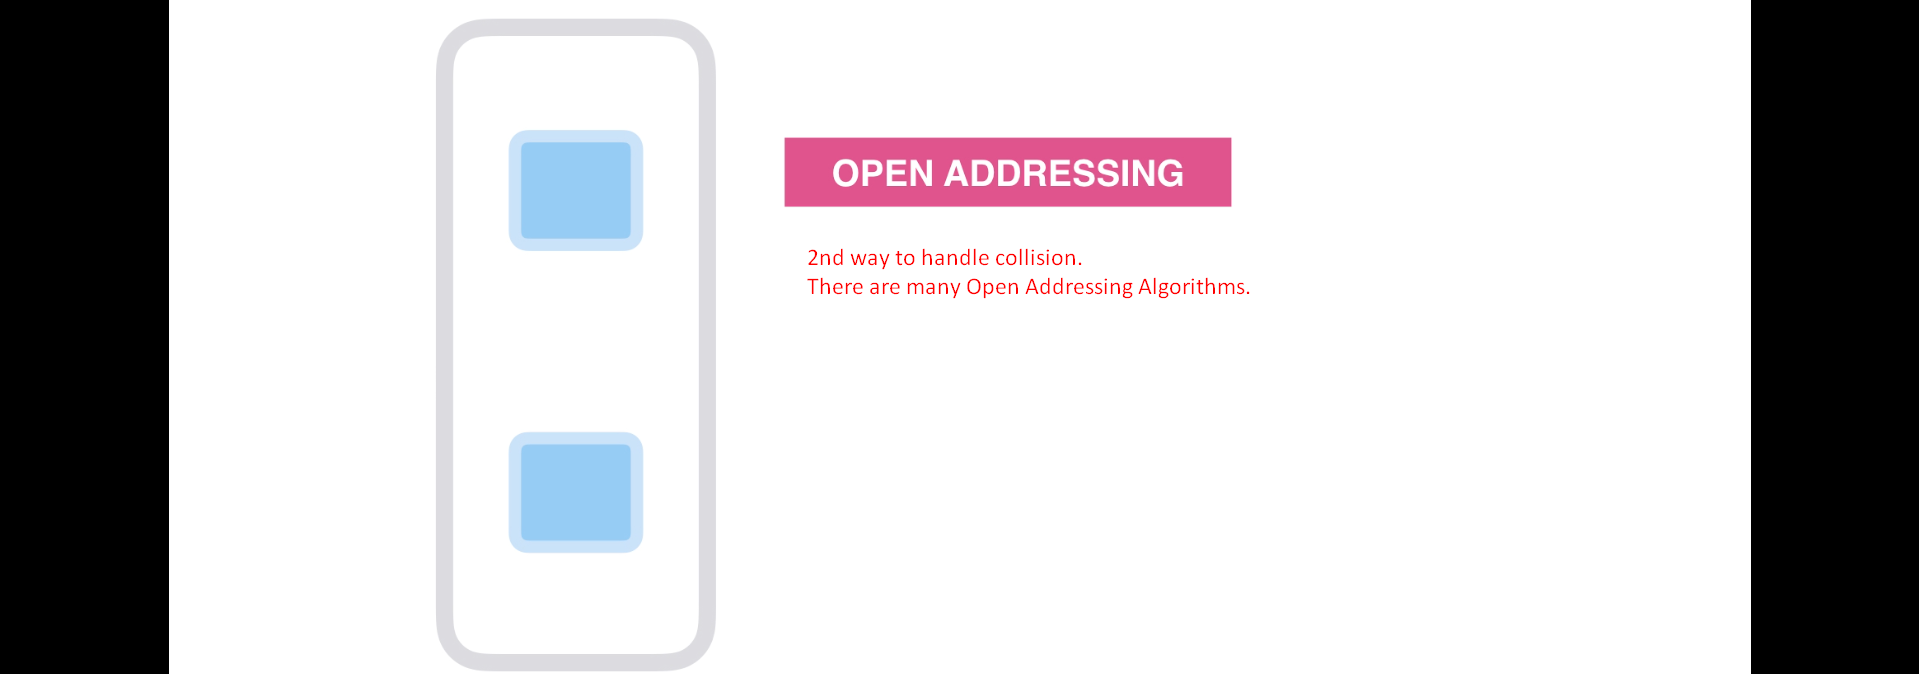 OPEN ADDRESSING
2nd way to handle collision.
There are many Open Addressing Algorithms.